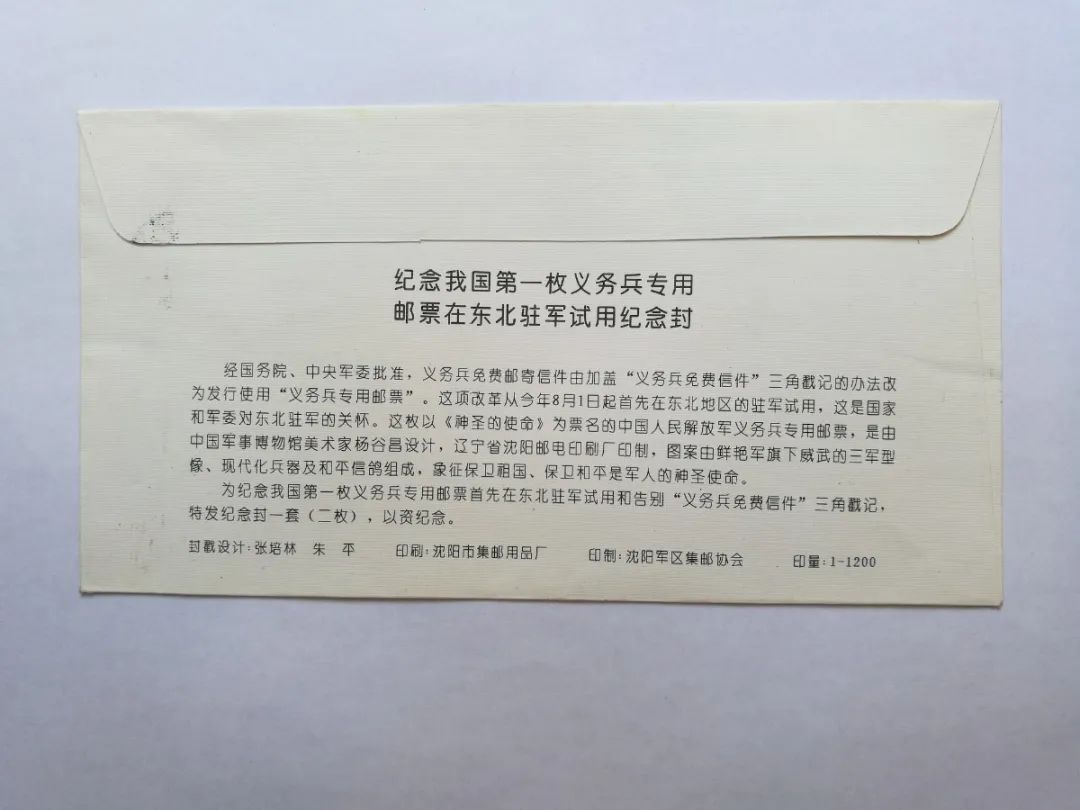 纪念我国第一枚义务兵专用
邮票在东北驻军试用纪念封
经国务院、中央军委批准，义务兵免费邮寄信件由加盖“义务兵免费信件”三角戳记的办法改
为发行使用“义务兵专用邮票”。这项改革从今年8月1日起首先在东北地区的驻军试用，这是国家
和军委对东北驻军的关怀。这枚以《神圣的使命》为票名的中国人民解放军义务兵专用邮票，是由
中国军事博物馆美术家杨谷昌设计，辽宁省沈阳邮电印刷厂印制，图案由鲜艳军旗下威武的三军型
像、现代化兵器及和平信鸽组成，象征保卫祖国、保卫和平是军人的神圣使命。
为纪念我国第一枚义务兵专用邮票首先在东北驻军试用和告别“义务兵免费信件”三角戳记，
特发纪念封一套（二枚），以资纪念。
封戳设计：张培林 朱 平 印刷：沈阳市集邮用品厂 印制：沈阳军区集邮协会 印量：1-1200